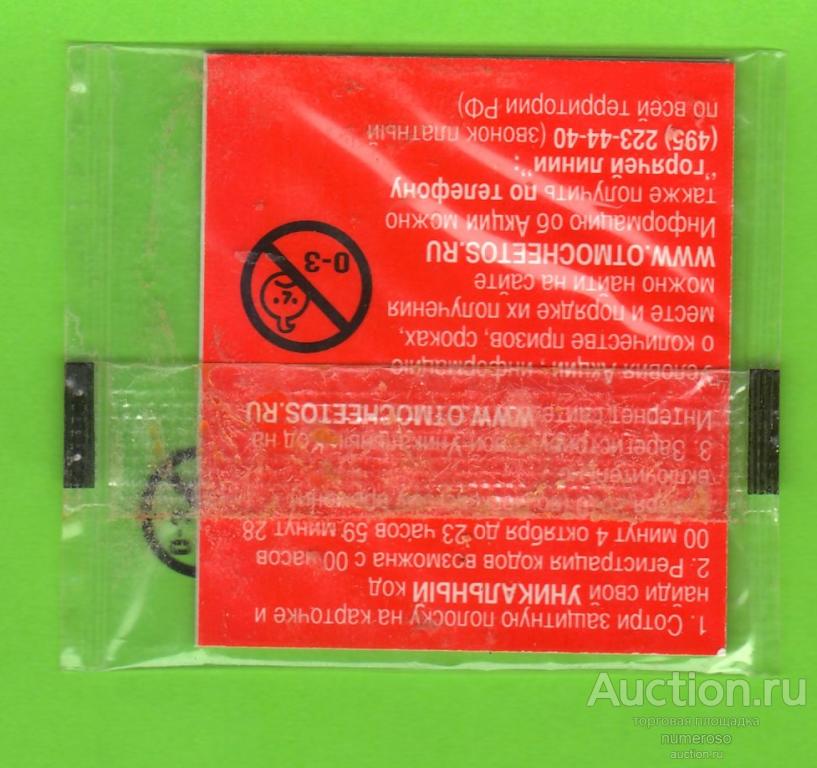 1. Сотри защитную полоску на карточке и
найди свой УНИКАЛЬНЫЙ код
2. Регистрация кодов возможна с 00 часов
00 минут 4 октября до 23 часов 59 минут 28
включительно
3. Зарегистрируй свой уникальный код на
Интернет сайте WWW.OTMOCHEETOS.RU
Условия Акции, информацию
о количестве призов, сроках,
месте и порядке их получения
можно найти на сайте
WWW.OTMOCHEETOS.RU
Информацию об Акции можно
также получить по телефону
"горячей линии":
(495) 223-44-40 (звонок платный
по всей территории РФ)
0-3
Auction.ru
торговая площадка
numeroso
auction.ru